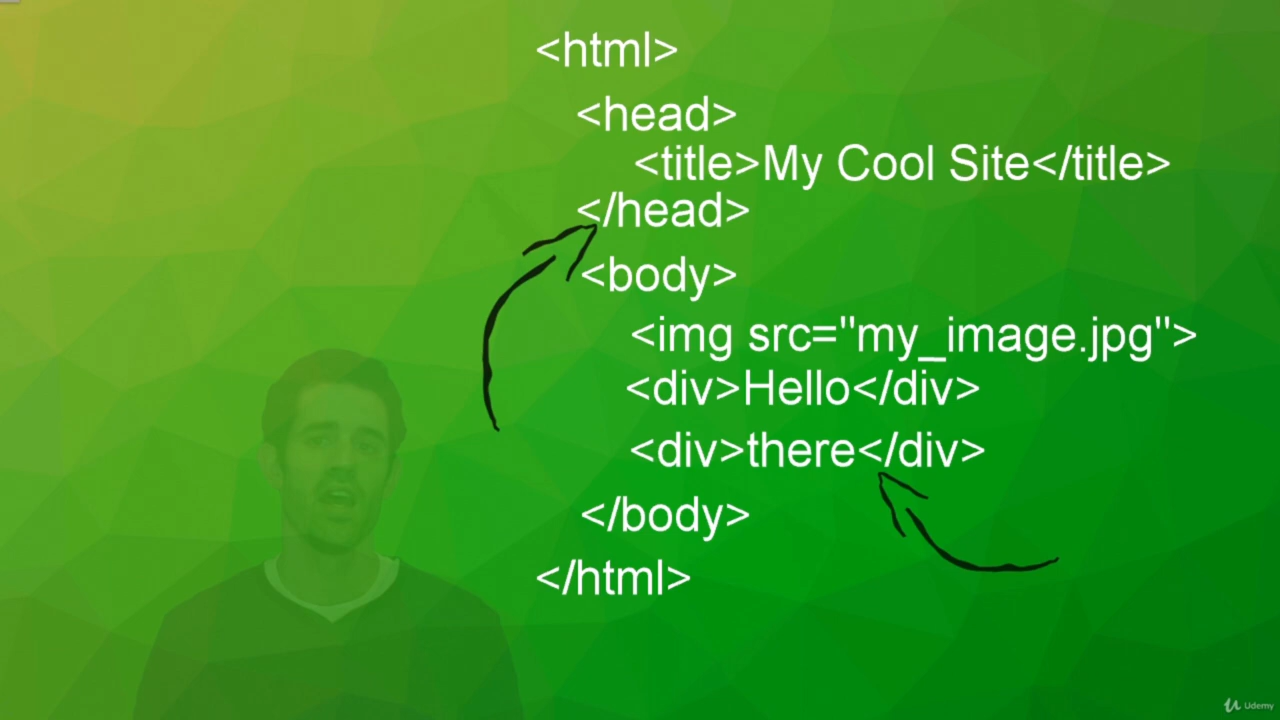 <html>
<head>
<title>My Cool Site</title>
</head>
<body>
<img src="my_image.jpg">
<div>Hello</div>
<div>there</div>
</body>
</html>
Udemy